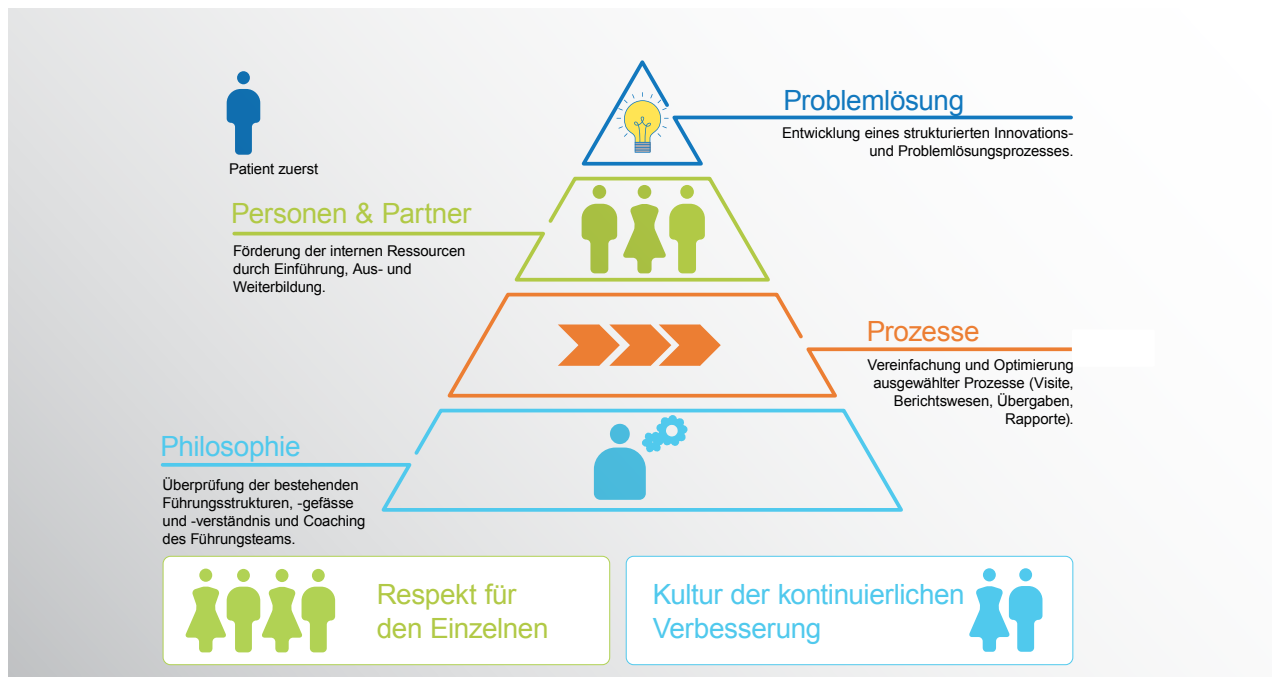 Patient zuerst
Problemlösung
Entwicklung eines strukturierten Innovations-
und Problemlösungsprozesses.
Personen & Partner
Förderung der internen Ressourcen
durch Einführung, Aus- und
Weiterbildung.
Prozesse
Vereinfachung und Optimierung
ausgewählter Prozesse (Visite,
Berichtswesen, Übergaben,
Rapporte).
Philosophie
Überprüfung der bestehenden
Führungsstrukturen, -gefässe
und -verständnis und Coaching
des Führungsteams.
Respekt für
den Einzelnen
Kultur der kontinuierlichen
Verbesserung